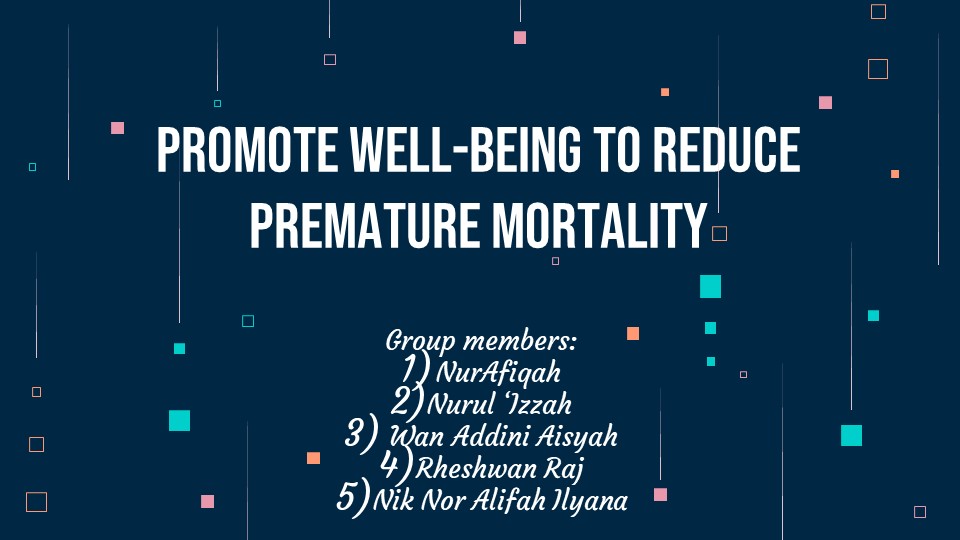 PROMOTE WELL-BEING TO REDUCE
PREMATURE MORTALITY
Group members:
1) NurAfiqah
2) Nurul ‘Izzah
3) Wan Addini Aisyah
4) Rheshwan Raj
5) Nik Nor Alifah Ilyana